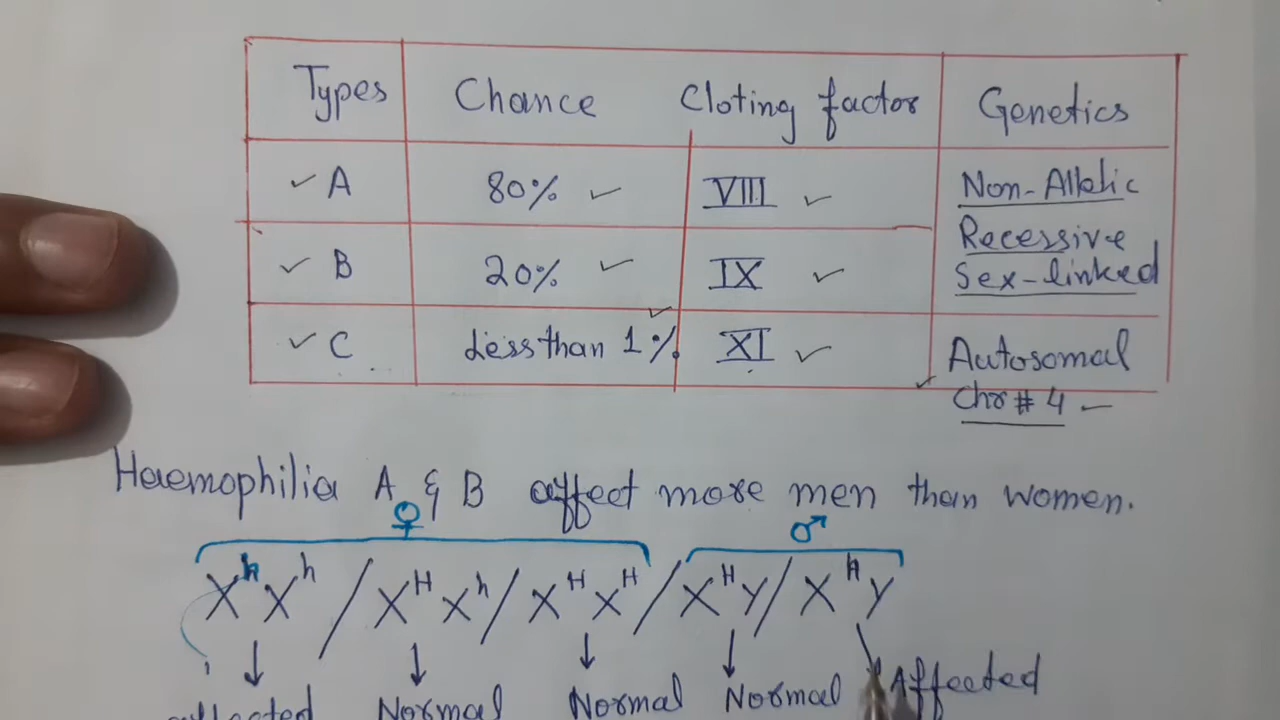 Types Chance Cloting factor Genetics
A 80% VIII Non-Allelic
Recessive
B 20% IX Sex-linked
C Less than 1% XI Autosomal
Chr # 4
Haemophilia A & B affect more men than women.
♀ ♂
XʰXʰ / XᴴXʰ / XᴴXᴴ / XᴴY / XʰY
affected Normal Normal Normal Affected